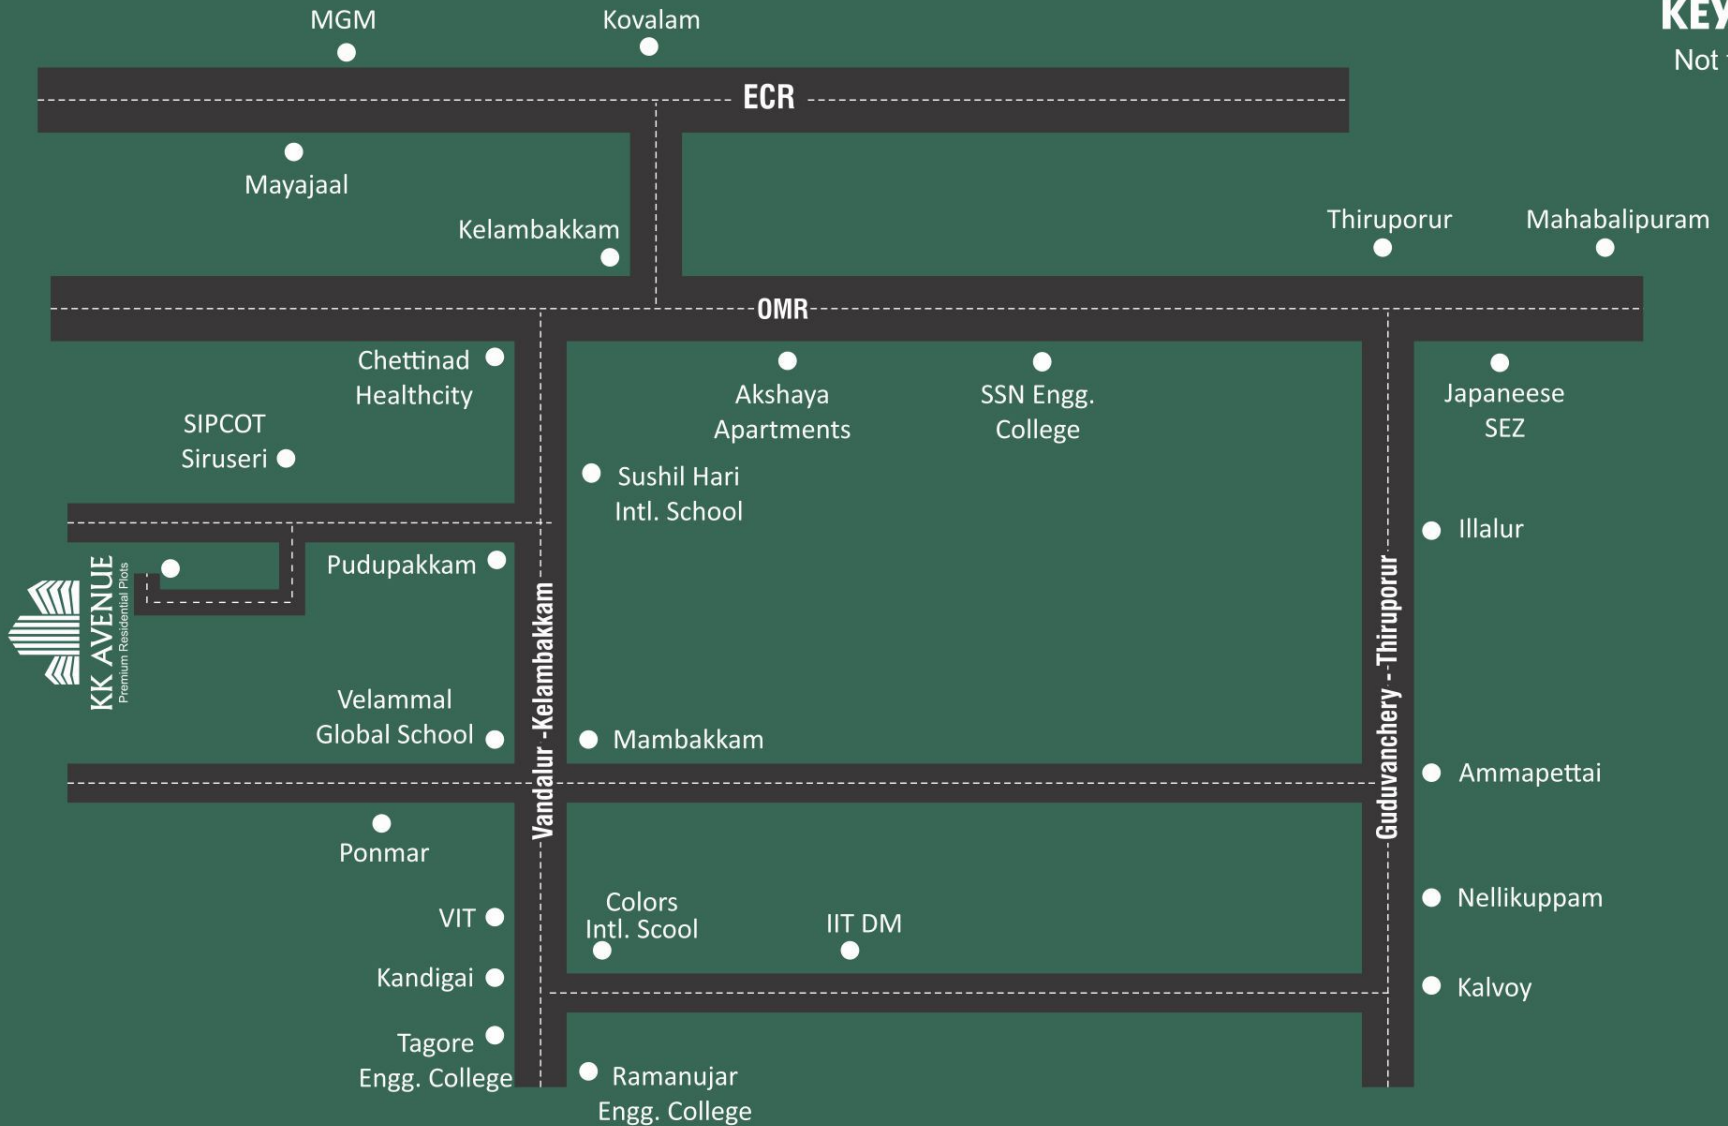 MGM
Kovalam
KEY
Not
ECR
Mayajaal
Kelambakkam
Thiruporur
Mahabalipuram
OMR
Chettinad
Healthcity
Akshaya
Apartments
SSN Engg.
College
Japaneese
SEZ
SIPCOT
Siruseri
Sushil Hari
Intl. School
Illalur
Pudupakkam
KK AVENUE
Premium Residential Plots
Vandalur -Kelambakkam
Guduvanchery --Thiruporur
Velammal
Global School
Mambakkam
Ammapettai
Ponmar
VIT
Colors
Intl. Scool
IIT DM
Nellikuppam
Kandigai
Kalvoy
Tagore
Engg. College
Ramanujar
Engg. College